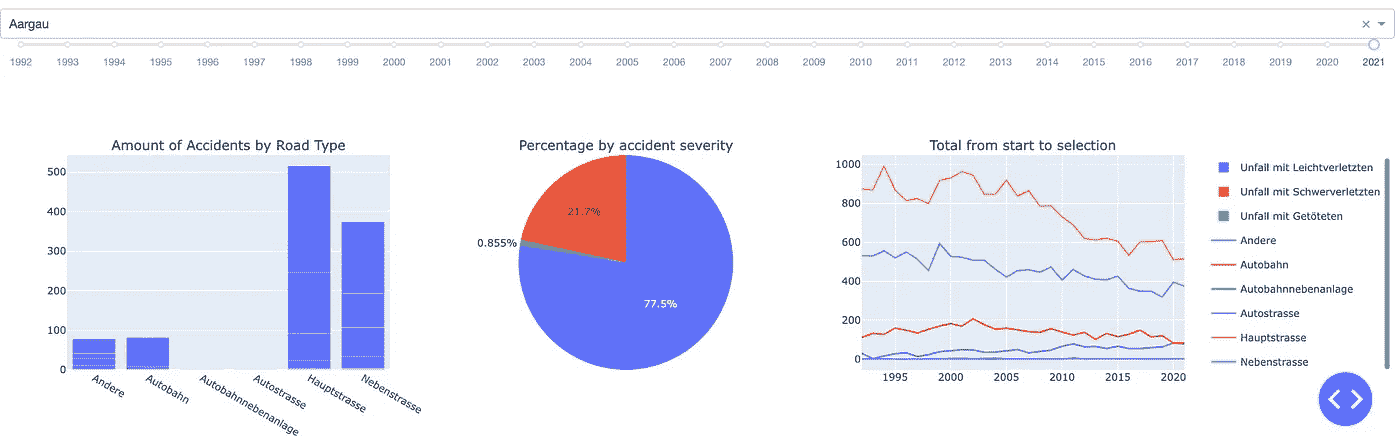 Aargau
1992 1993 1994 1995 1996 1997 1998 1999 2000 2001 2002 2003 2004 2005 2006 2007 2008 2009 2010 2011 2012 2013 2014 2015 2016 2017 2018 2019 2020 2021
Amount of Accidents by Road Type
500
400
300
200
100
0
Andere
Autobahn
Autobahnnebenanlage
Autostrasse
Hauptstrasse
Nebenstrasse
Percentage by accident severity
21.7%
0.855%
77.5%
Total from start to selection
1000
800
600
400
200
0
1995 2000 2005 2010 2015 2020
Unfall mit Leichtverletzten
Unfall mit Schwerverletzten
Unfall mit Getöteten
Andere
Autobahn
Autobahnnebenanlage
Autostrasse
Hauptstrasse
Nebenstrasse